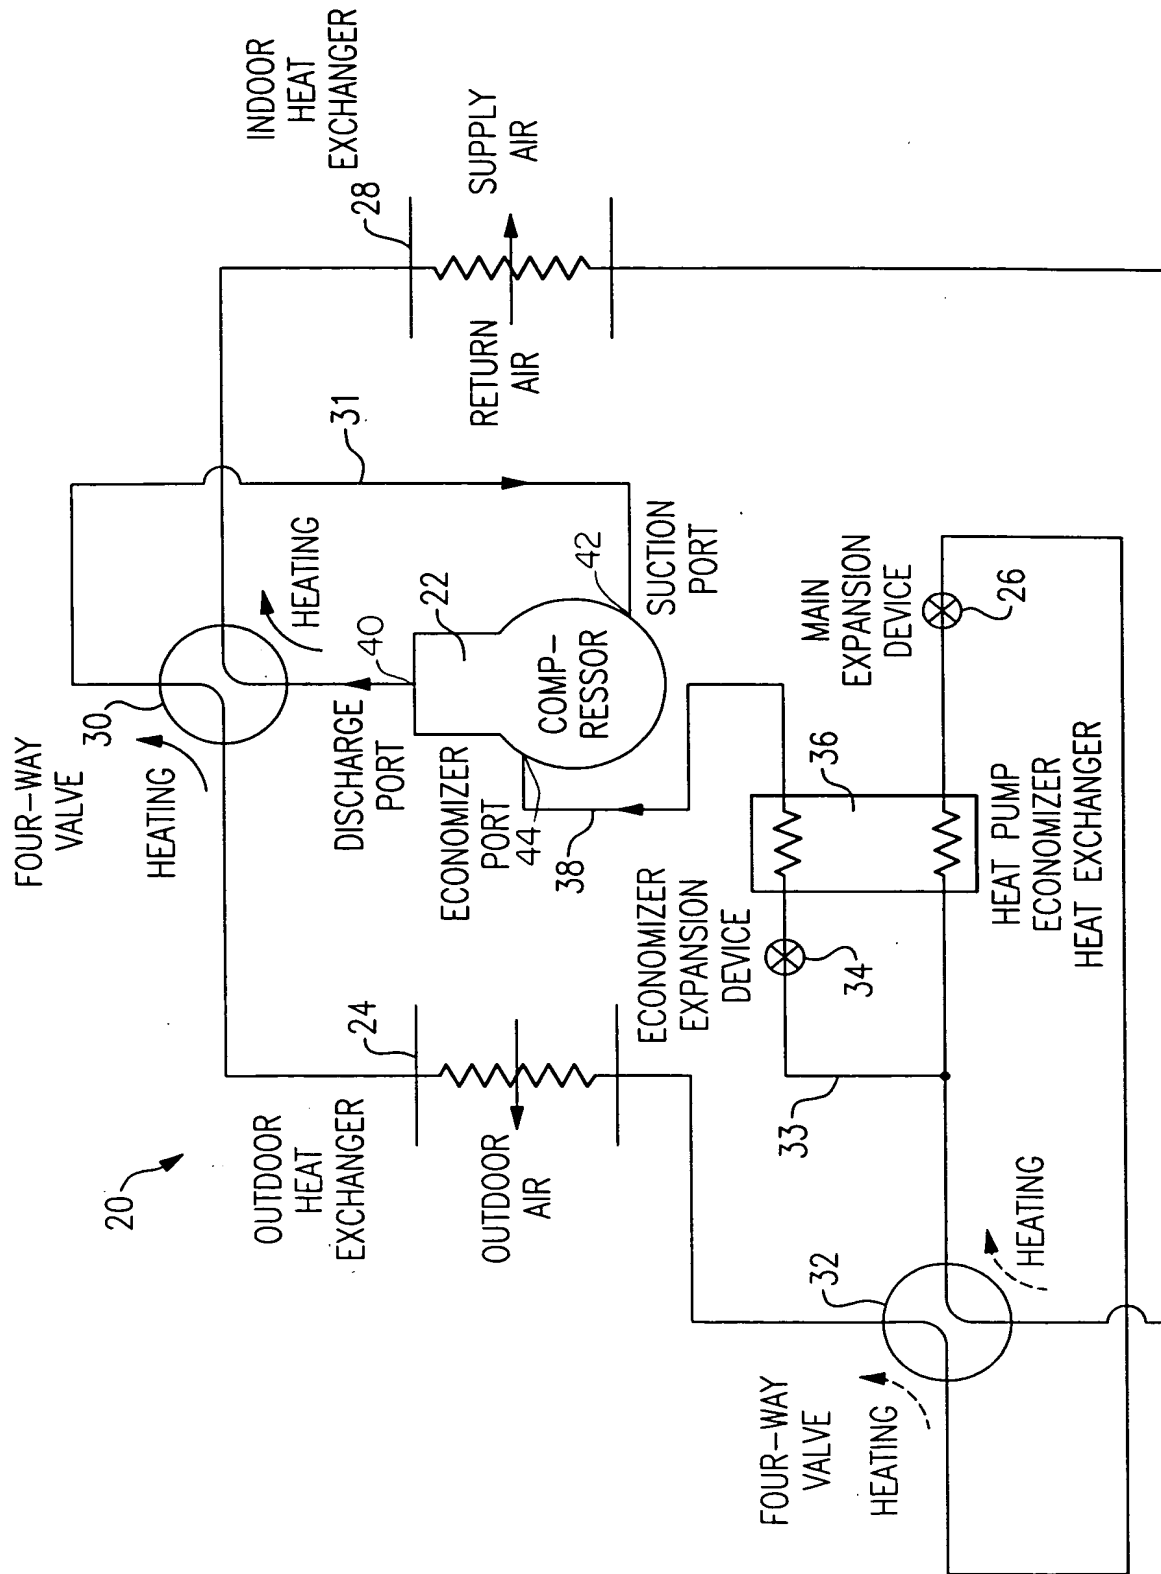 20
OUTDOOR
HEAT
EXCHANGER
24
OUTDOOR
AIR
FOUR-WAY
VALVE
30
HEATING
HEATING
DISCHARGE
PORT
40
ECONOMIZER
PORT
44
22
COMP-
RESSOR
42
SUCTION
PORT
31
38
INDOOR
HEAT
EXCHANGER
28
RETURN
AIR
SUPPLY
AIR
FOUR-WAY
VALVE
32
HEATING
HEATING
33
ECONOMIZER
EXPANSION
DEVICE
34
36
HEAT PUMP
ECONOMIZER
HEAT EXCHANGER
MAIN
EXPANSION
DEVICE
26